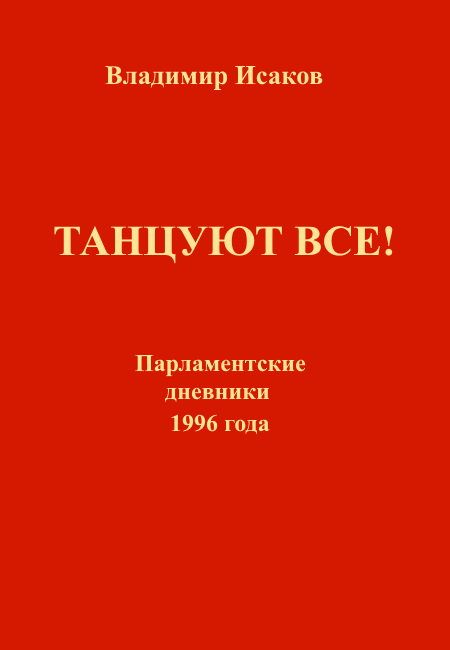 Владимир Исаков
ТАНЦУЮТ ВСЕ!
Парламентские
дневники
1996 года